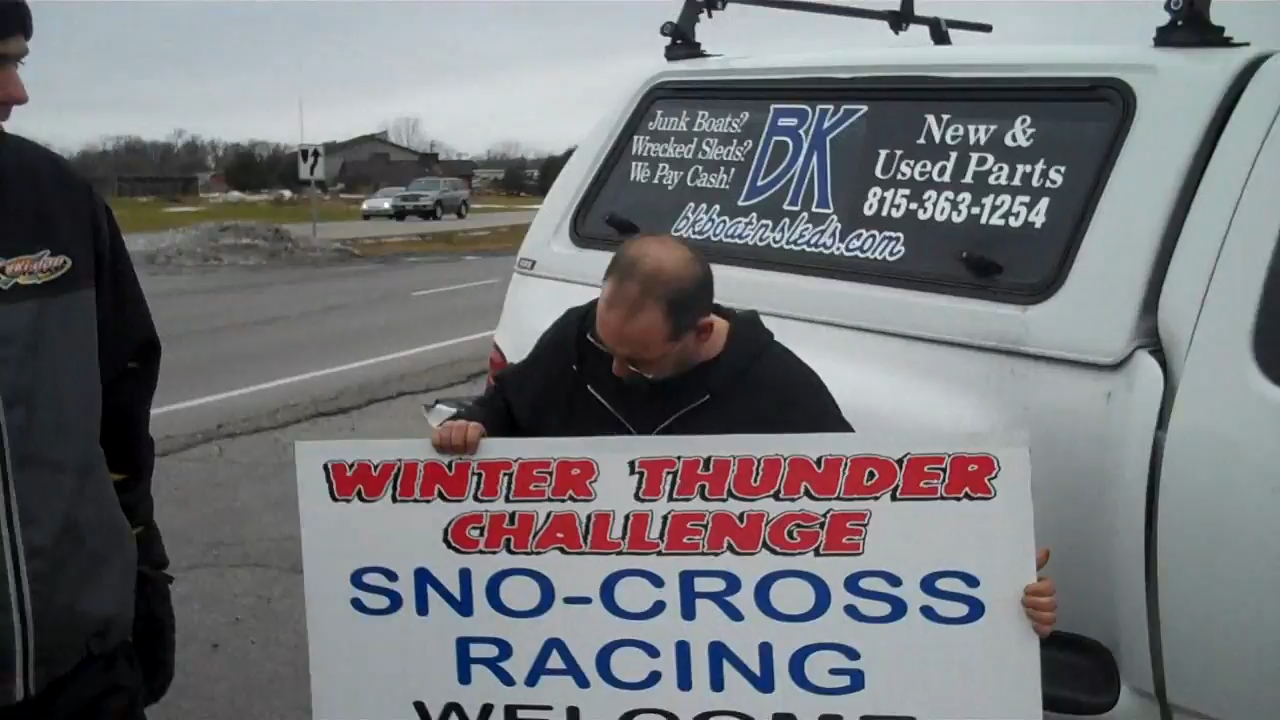 Junk Boats?
Wrecked Sleds?
We Pay Cash!
BK
New &
Used Parts
815-363-1254
bkboatnsleds.com
WINTER THUNDER
CHALLENGE
SNO-CROSS
RACING
WELCOME